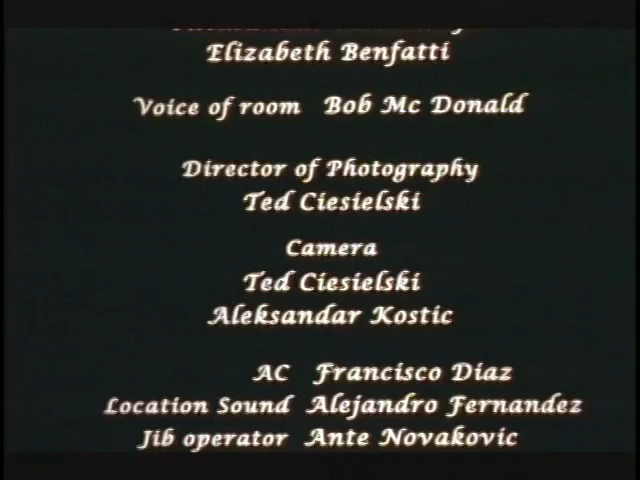 Elizabeth Benfatti
Voice of room Bob Mc Donald
Director of Photography
Ted Ciesielski
Camera
Ted Ciesielski
Aleksandar Kostic
AC Francisco Diaz
Location Sound Alejandro Fernandez
Jib operator Ante Novakovic